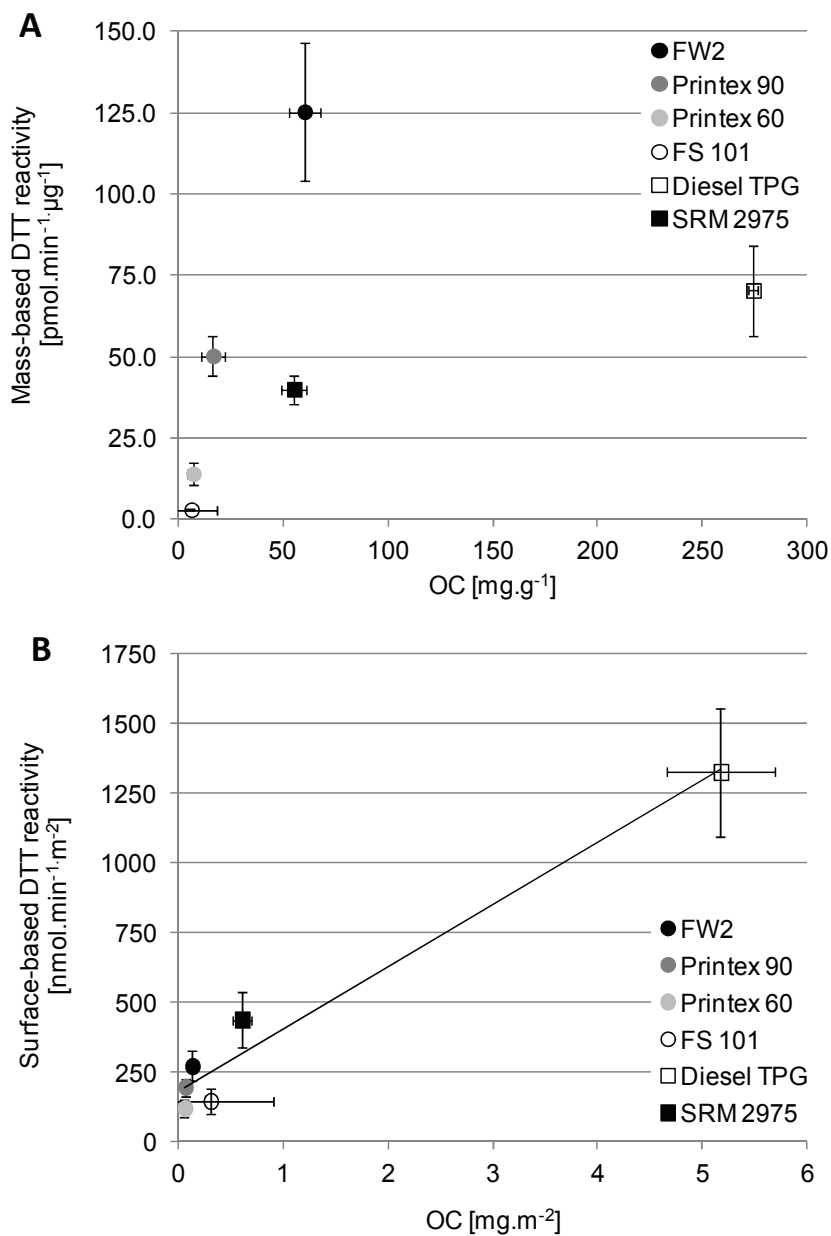 A
Mass-based DTT reactivity
[pmol.min⁻¹·µg⁻¹]
150.0
125.0
100.0
75.0
50.0
25.0
0.0
FW2
Printex 90
Printex 60
FS 101
Diesel TPG
SRM 2975
0 50 100 150 200 250 300
OC [mg.g⁻¹]
B
Surface-based DTT reactivity
[nmol.min⁻¹·m⁻²]
1750
1500
1250
1000
750
500
250
0
FW2
Printex 90
Printex 60
FS 101
Diesel TPG
SRM 2975
0 1 2 3 4 5 6
OC [mg.m⁻²]